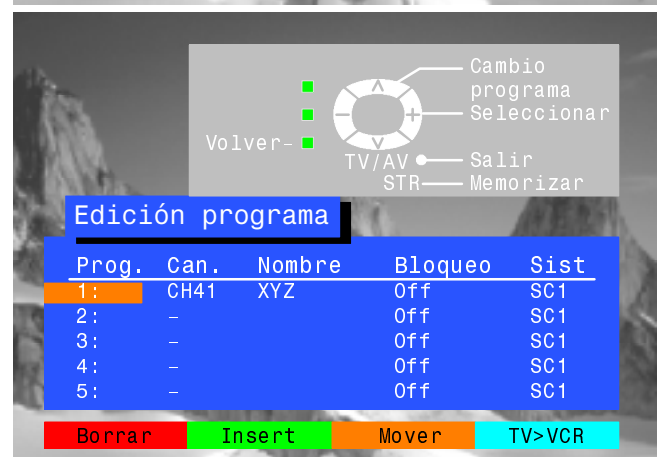 Cambio
programa
Seleccionar
Volver-
TV/AV Salir
STR Memorizar
Edición programa
Prog. Can. Nombre Bloqueo Sist
1: CH41 XYZ Off SC1
2: – Off SC1
3: – Off SC1
4: – Off SC1
5: – Off SC1
Borrar Insert Mover TV>VCR